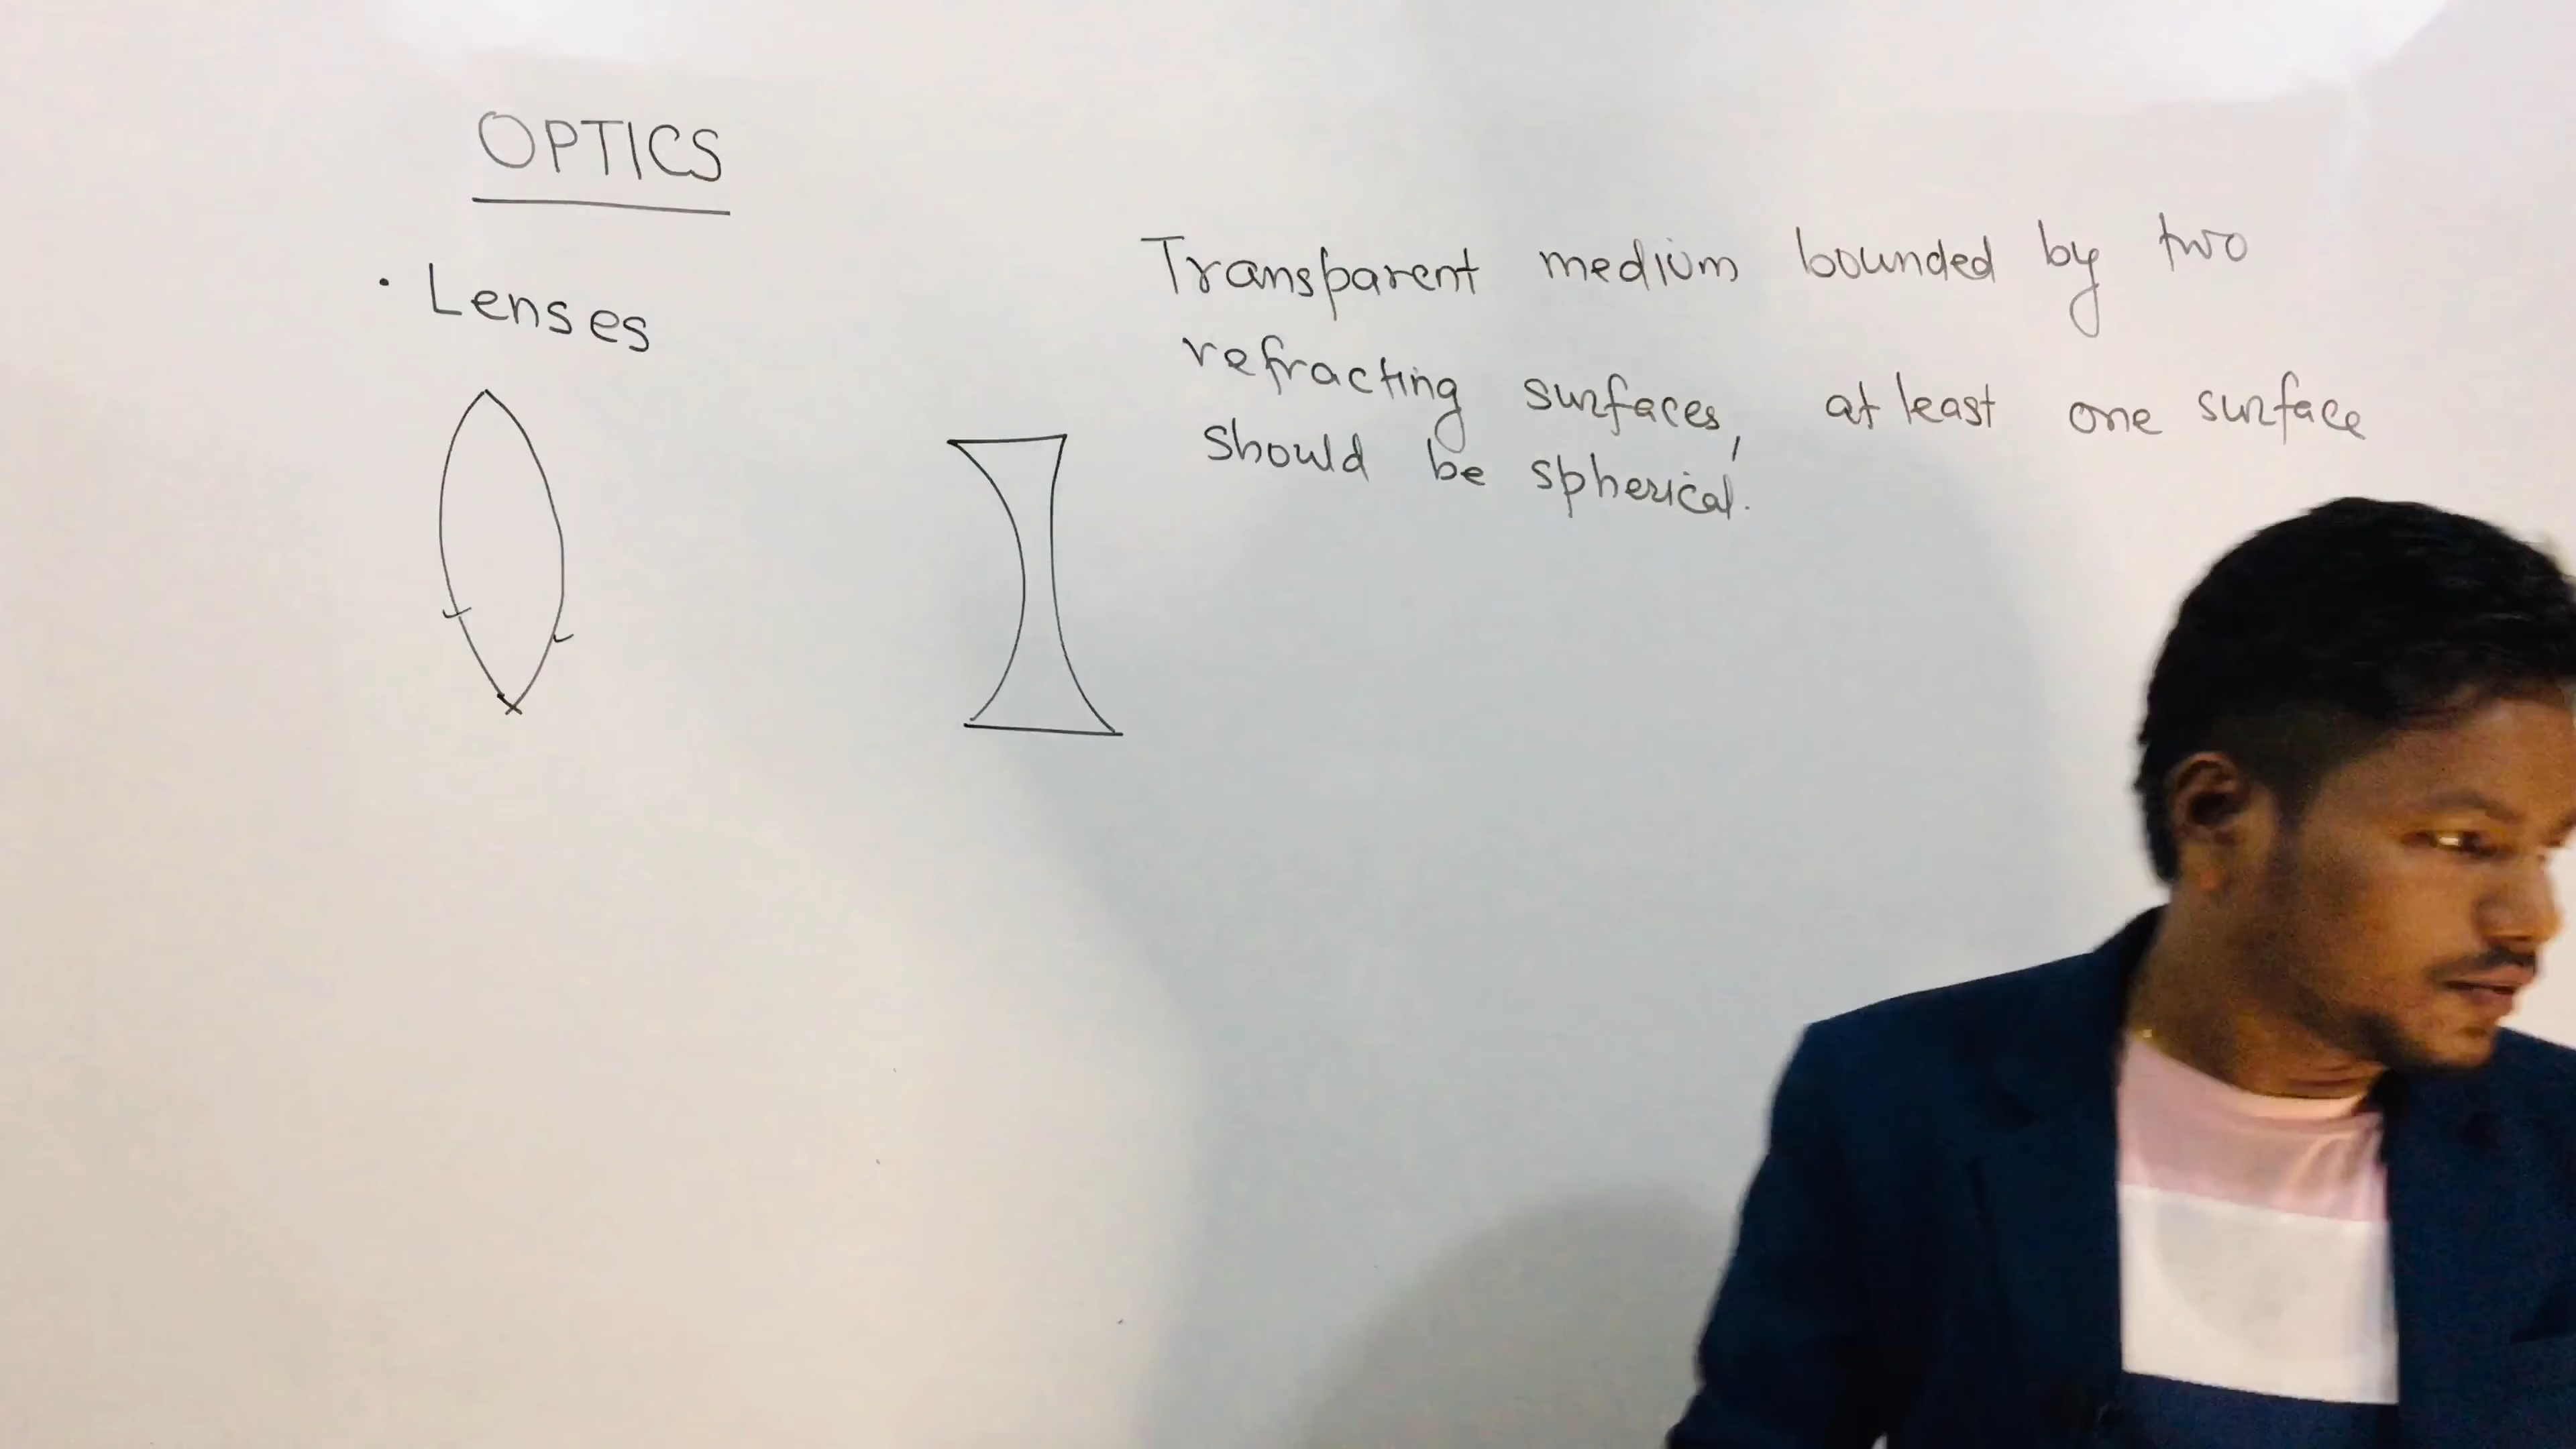 OPTICS
· Lenses
Transparent medium bounded by two
refracting surfaces, at least one surface
should be spherical.